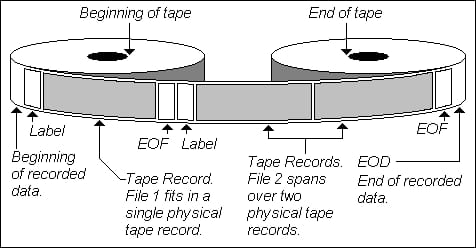 Beginning of tape
End of tape
Label
EOF
Label
EOF
Beginning
of recorded
data.
Tape Record.
File 1 fits in a
single physical
tape record.
Tape Records.
File 2 spans
over two
physical tape
records.
EOD
End of recorded
data.